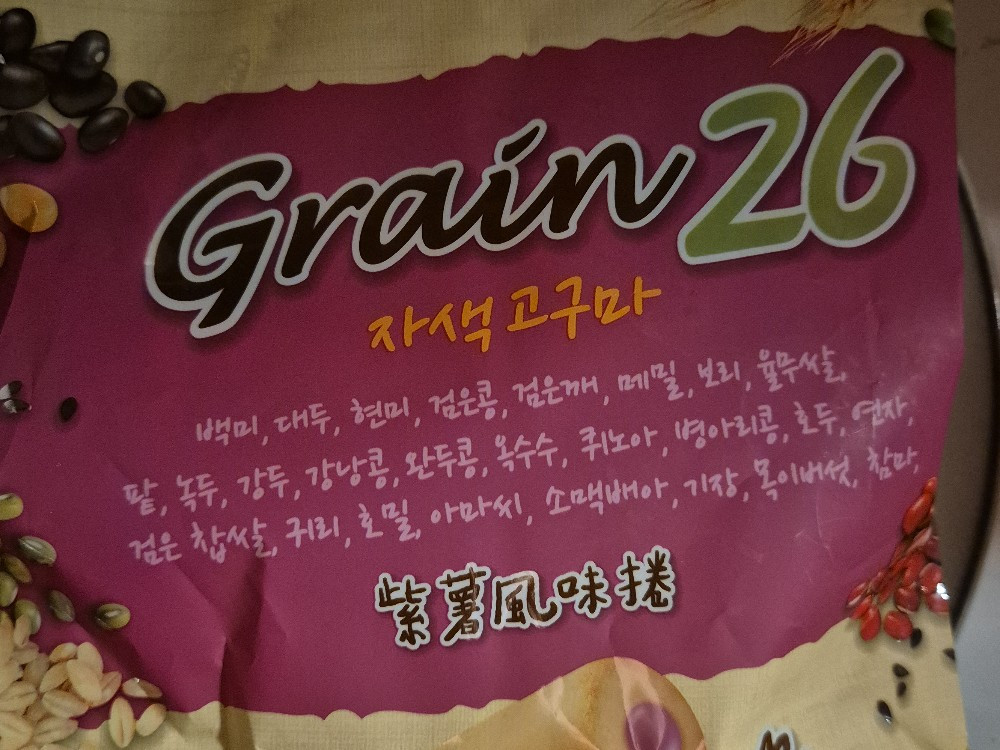 Grain 26
자색고구마
백미, 대두, 현미, 검은콩, 검은깨, 메밀, 보리, 율무쌀,
팥, 녹두, 강두, 강낭콩, 완두콩, 옥수수, 퀴노아, 병아리콩, 호두, 연자,
검은 찹쌀, 귀리, 호밀, 아마씨, 소맥배아, 기장, 목이버섯, 참마,
紫薯風味捲